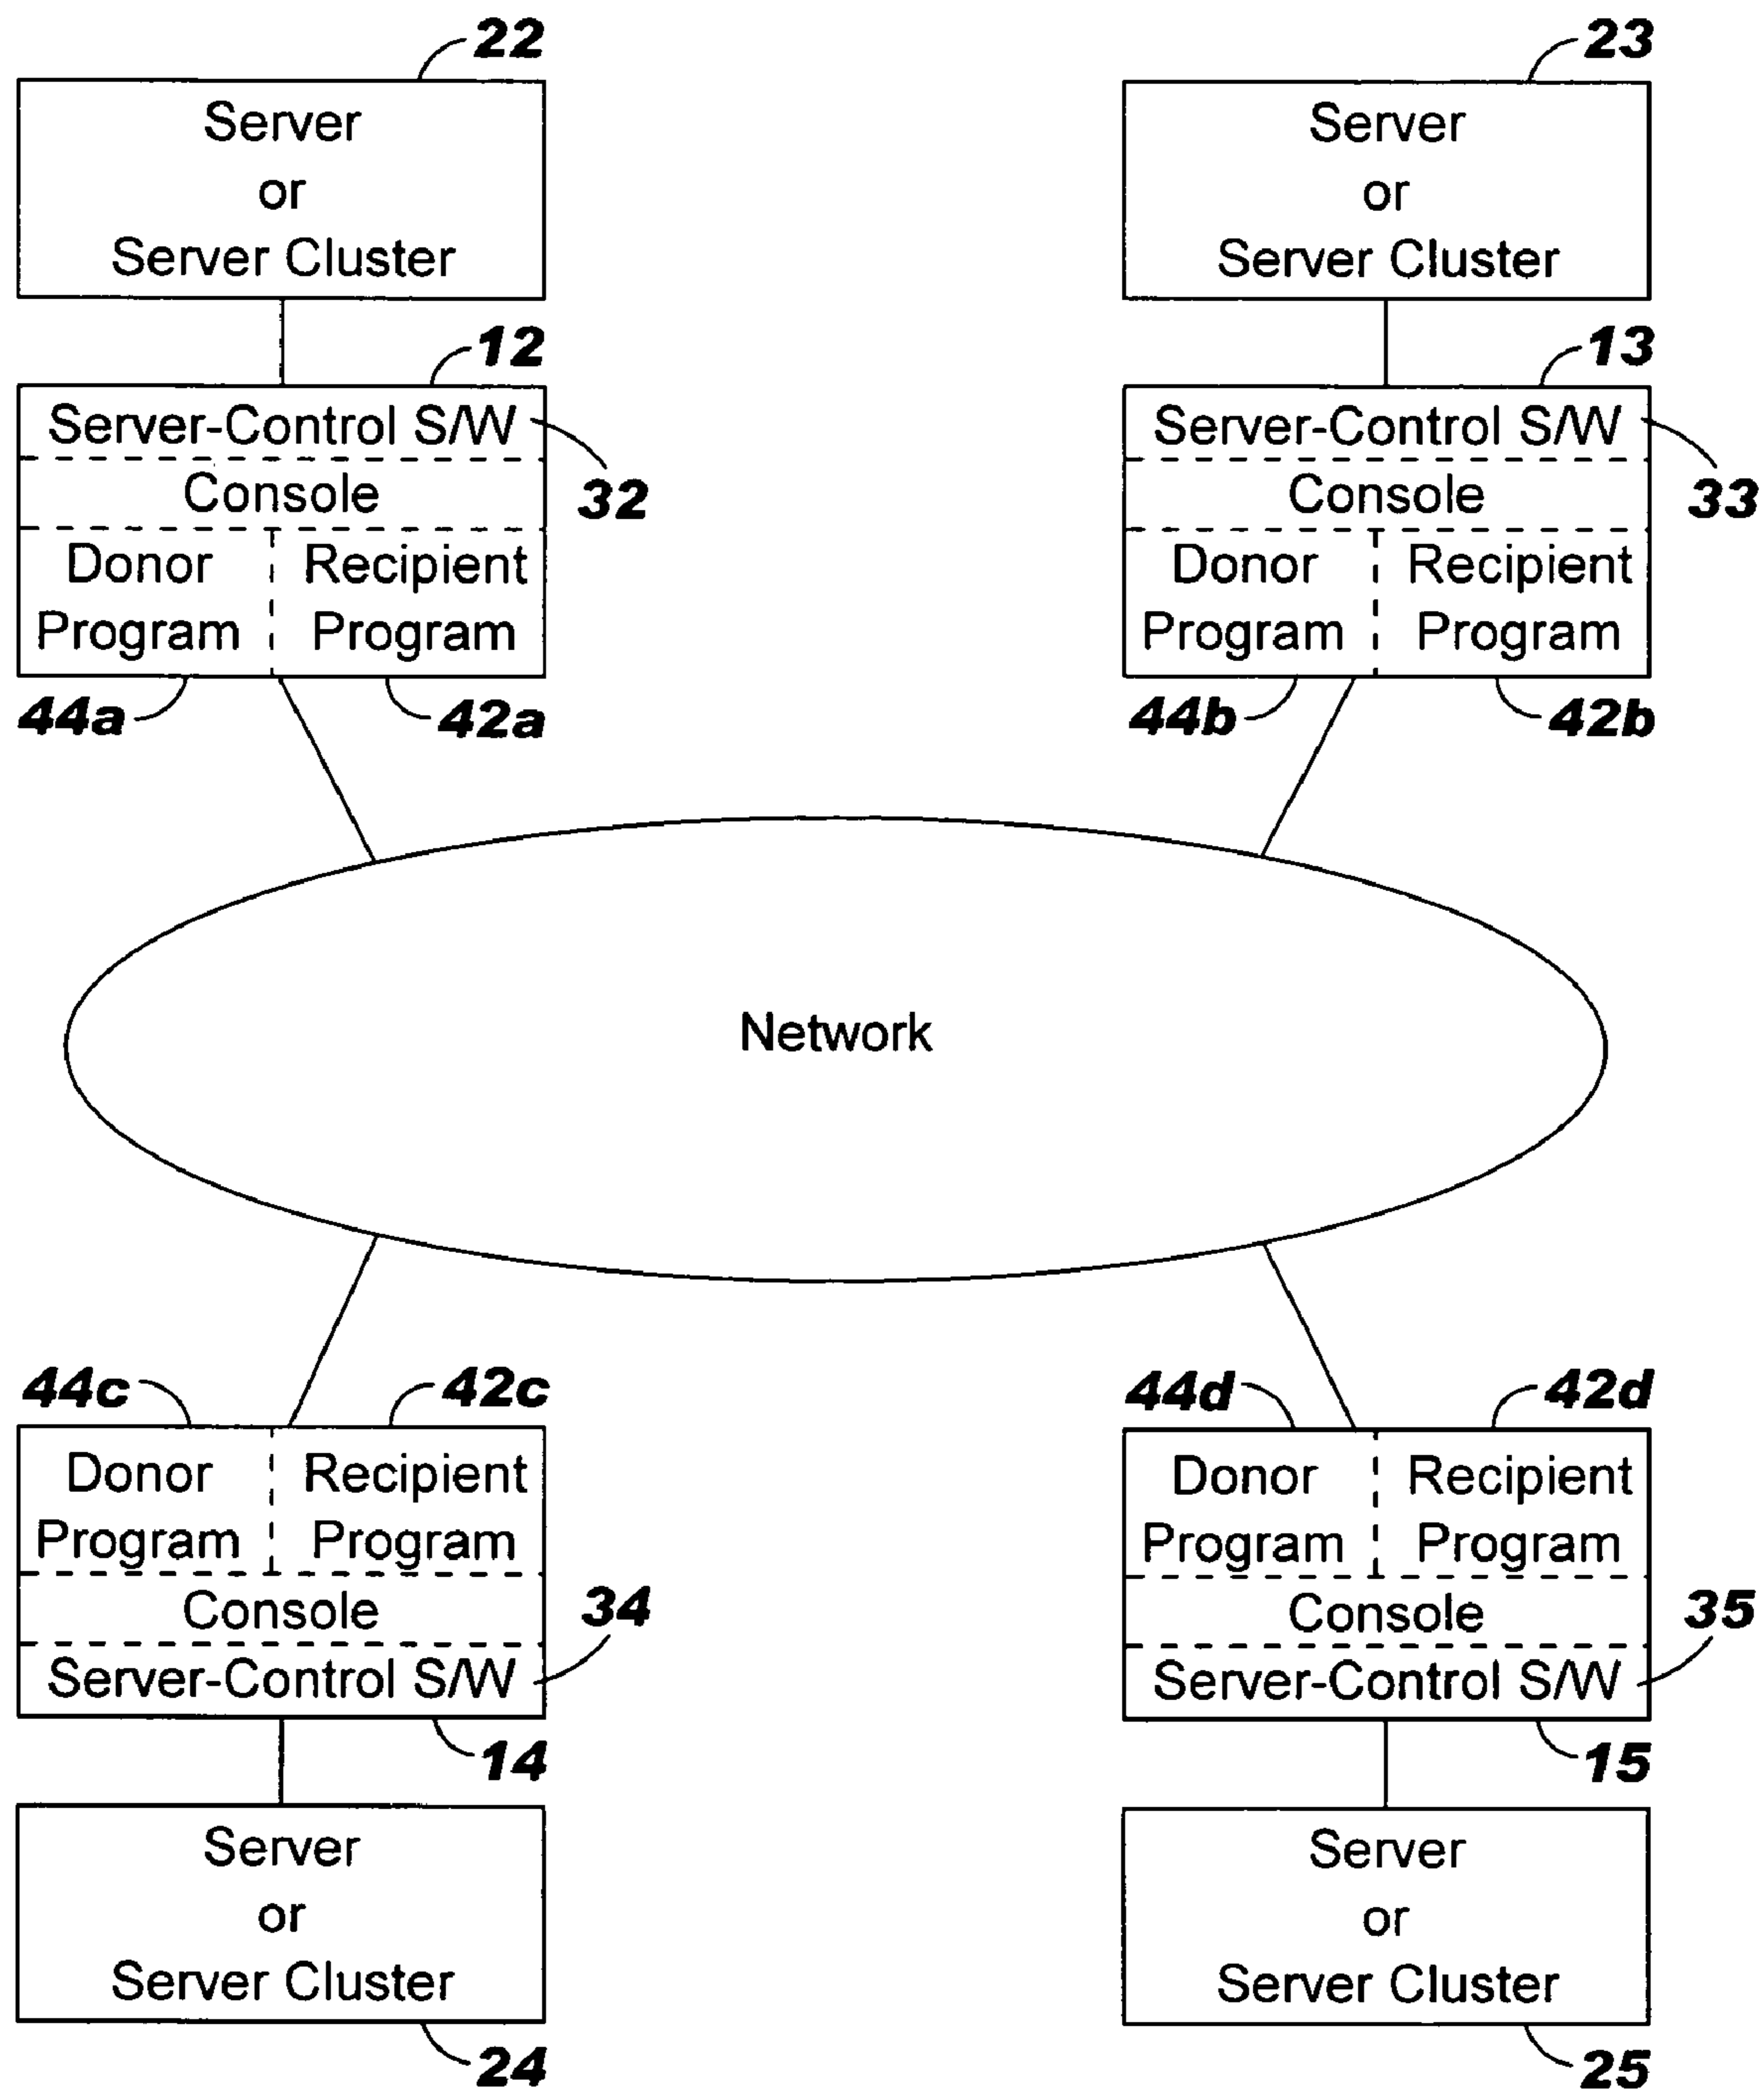 22
23
Server
or
Server Cluster
Server
or
Server Cluster
12
13
Server-Control S/W
Console
32
Donor
Program
Recipient
Program
44a
42a
Server-Control S/W
Console
33
Donor
Program
Recipient
Program
44b
42b
Network
44c
42c
Donor
Program
Recipient
Program
Console
34
Server-Control S/W
14
44d
42d
Donor
Program
Recipient
Program
Console
35
Server-Control S/W
15
Server
or
Server Cluster
24
Server
or
Server Cluster
25